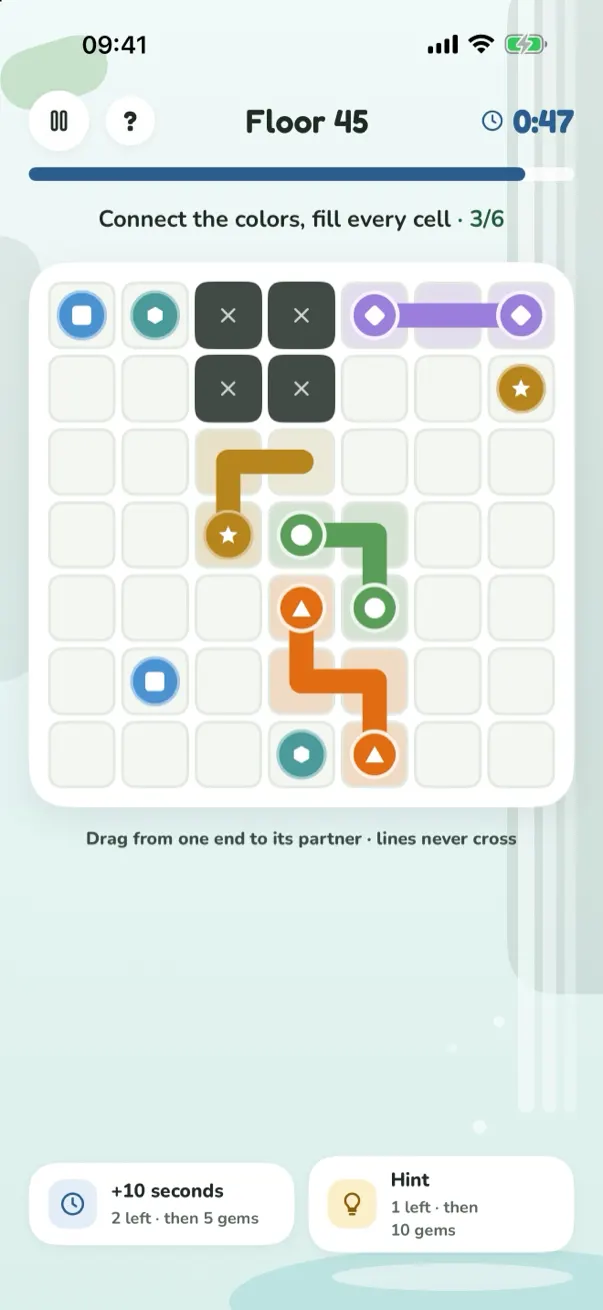 09:41
?
Floor 45
0:47
Connect the colors, fill every cell · 3/6
Drag from one end to its partner · lines never cross
+10 seconds
2 left · then 5 gems
Hint
1 left · then
10 gems